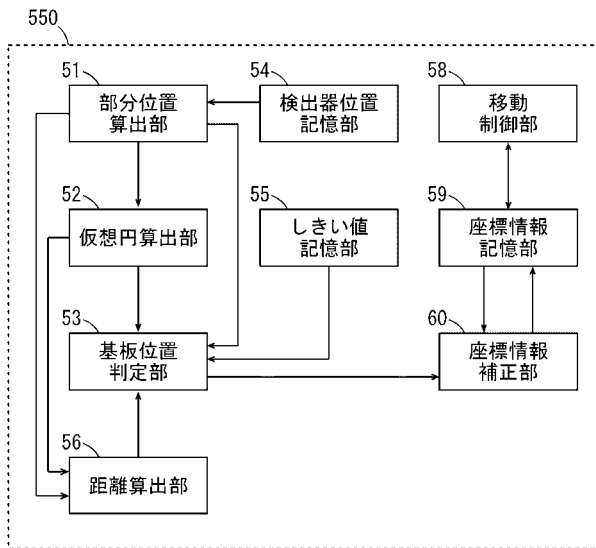 550
51
部分位置
算出部
54
検出器位置
記憶部
58
移動
制御部
52
仮想円算出部
55
しきい値
記憶部
59
座標情報
記憶部
53
基板位置
判定部
60
座標情報
補正部
56
距離算出部